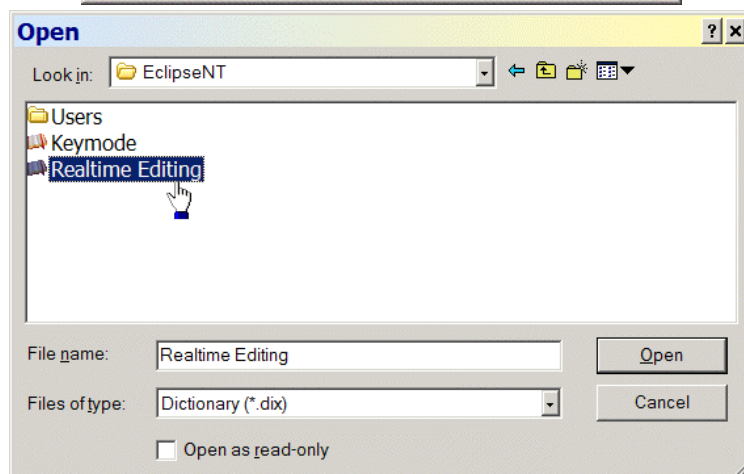 Open
Look in: EclipseNT
Users
Keymode
Realtime Editing
File name: Realtime Editing Open
Files of type: Dictionary (*.dix) Cancel
Open as read-only